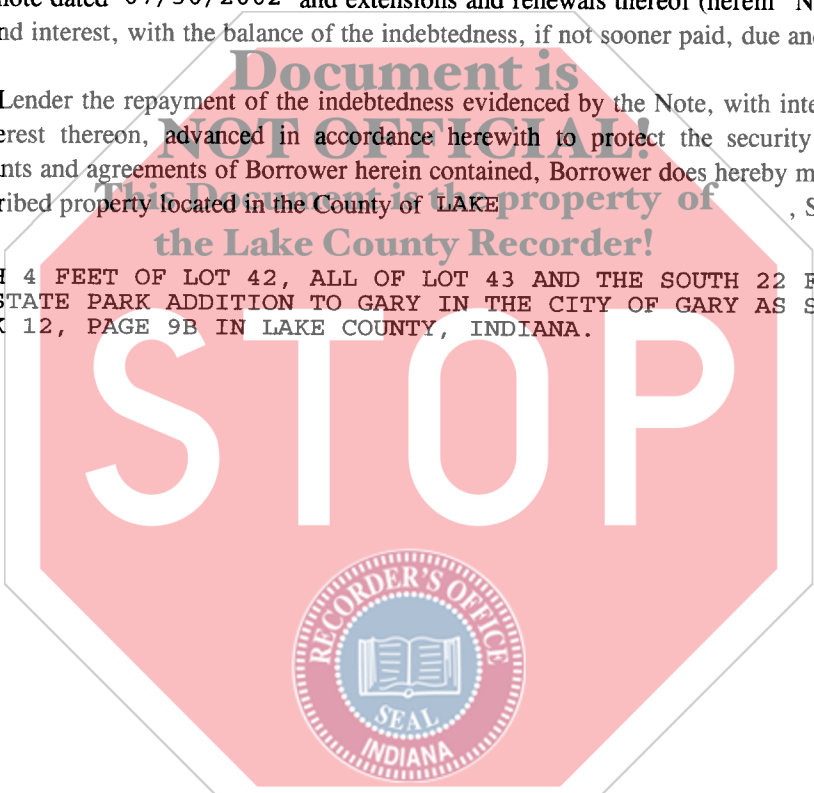 note dated 07/30/2002 and extensions and renewals thereof (herein "N
nd interest, with the balance of the indebtedness, if not sooner paid, due an
Document is
Lender the repayment of the indebtedness evidenced by the Note, with inte
erest thereon, advanced in accordance herewith to protect the security
NOT OFFICIAL!
nts and agreements of Borrower herein contained, Borrower does hereby m
This Document is the property of
ribed property located in the County of LAKE , S
the Lake County Recorder!
H 4 FEET OF LOT 42, ALL OF LOT 43 AND THE SOUTH 22 F
STATE PARK ADDITION TO GARY IN THE CITY OF GARY AS S
K 12, PAGE 9B IN LAKE COUNTY, INDIANA.
STOP
RECORDER'S OFFICE
SEAL
INDIANA